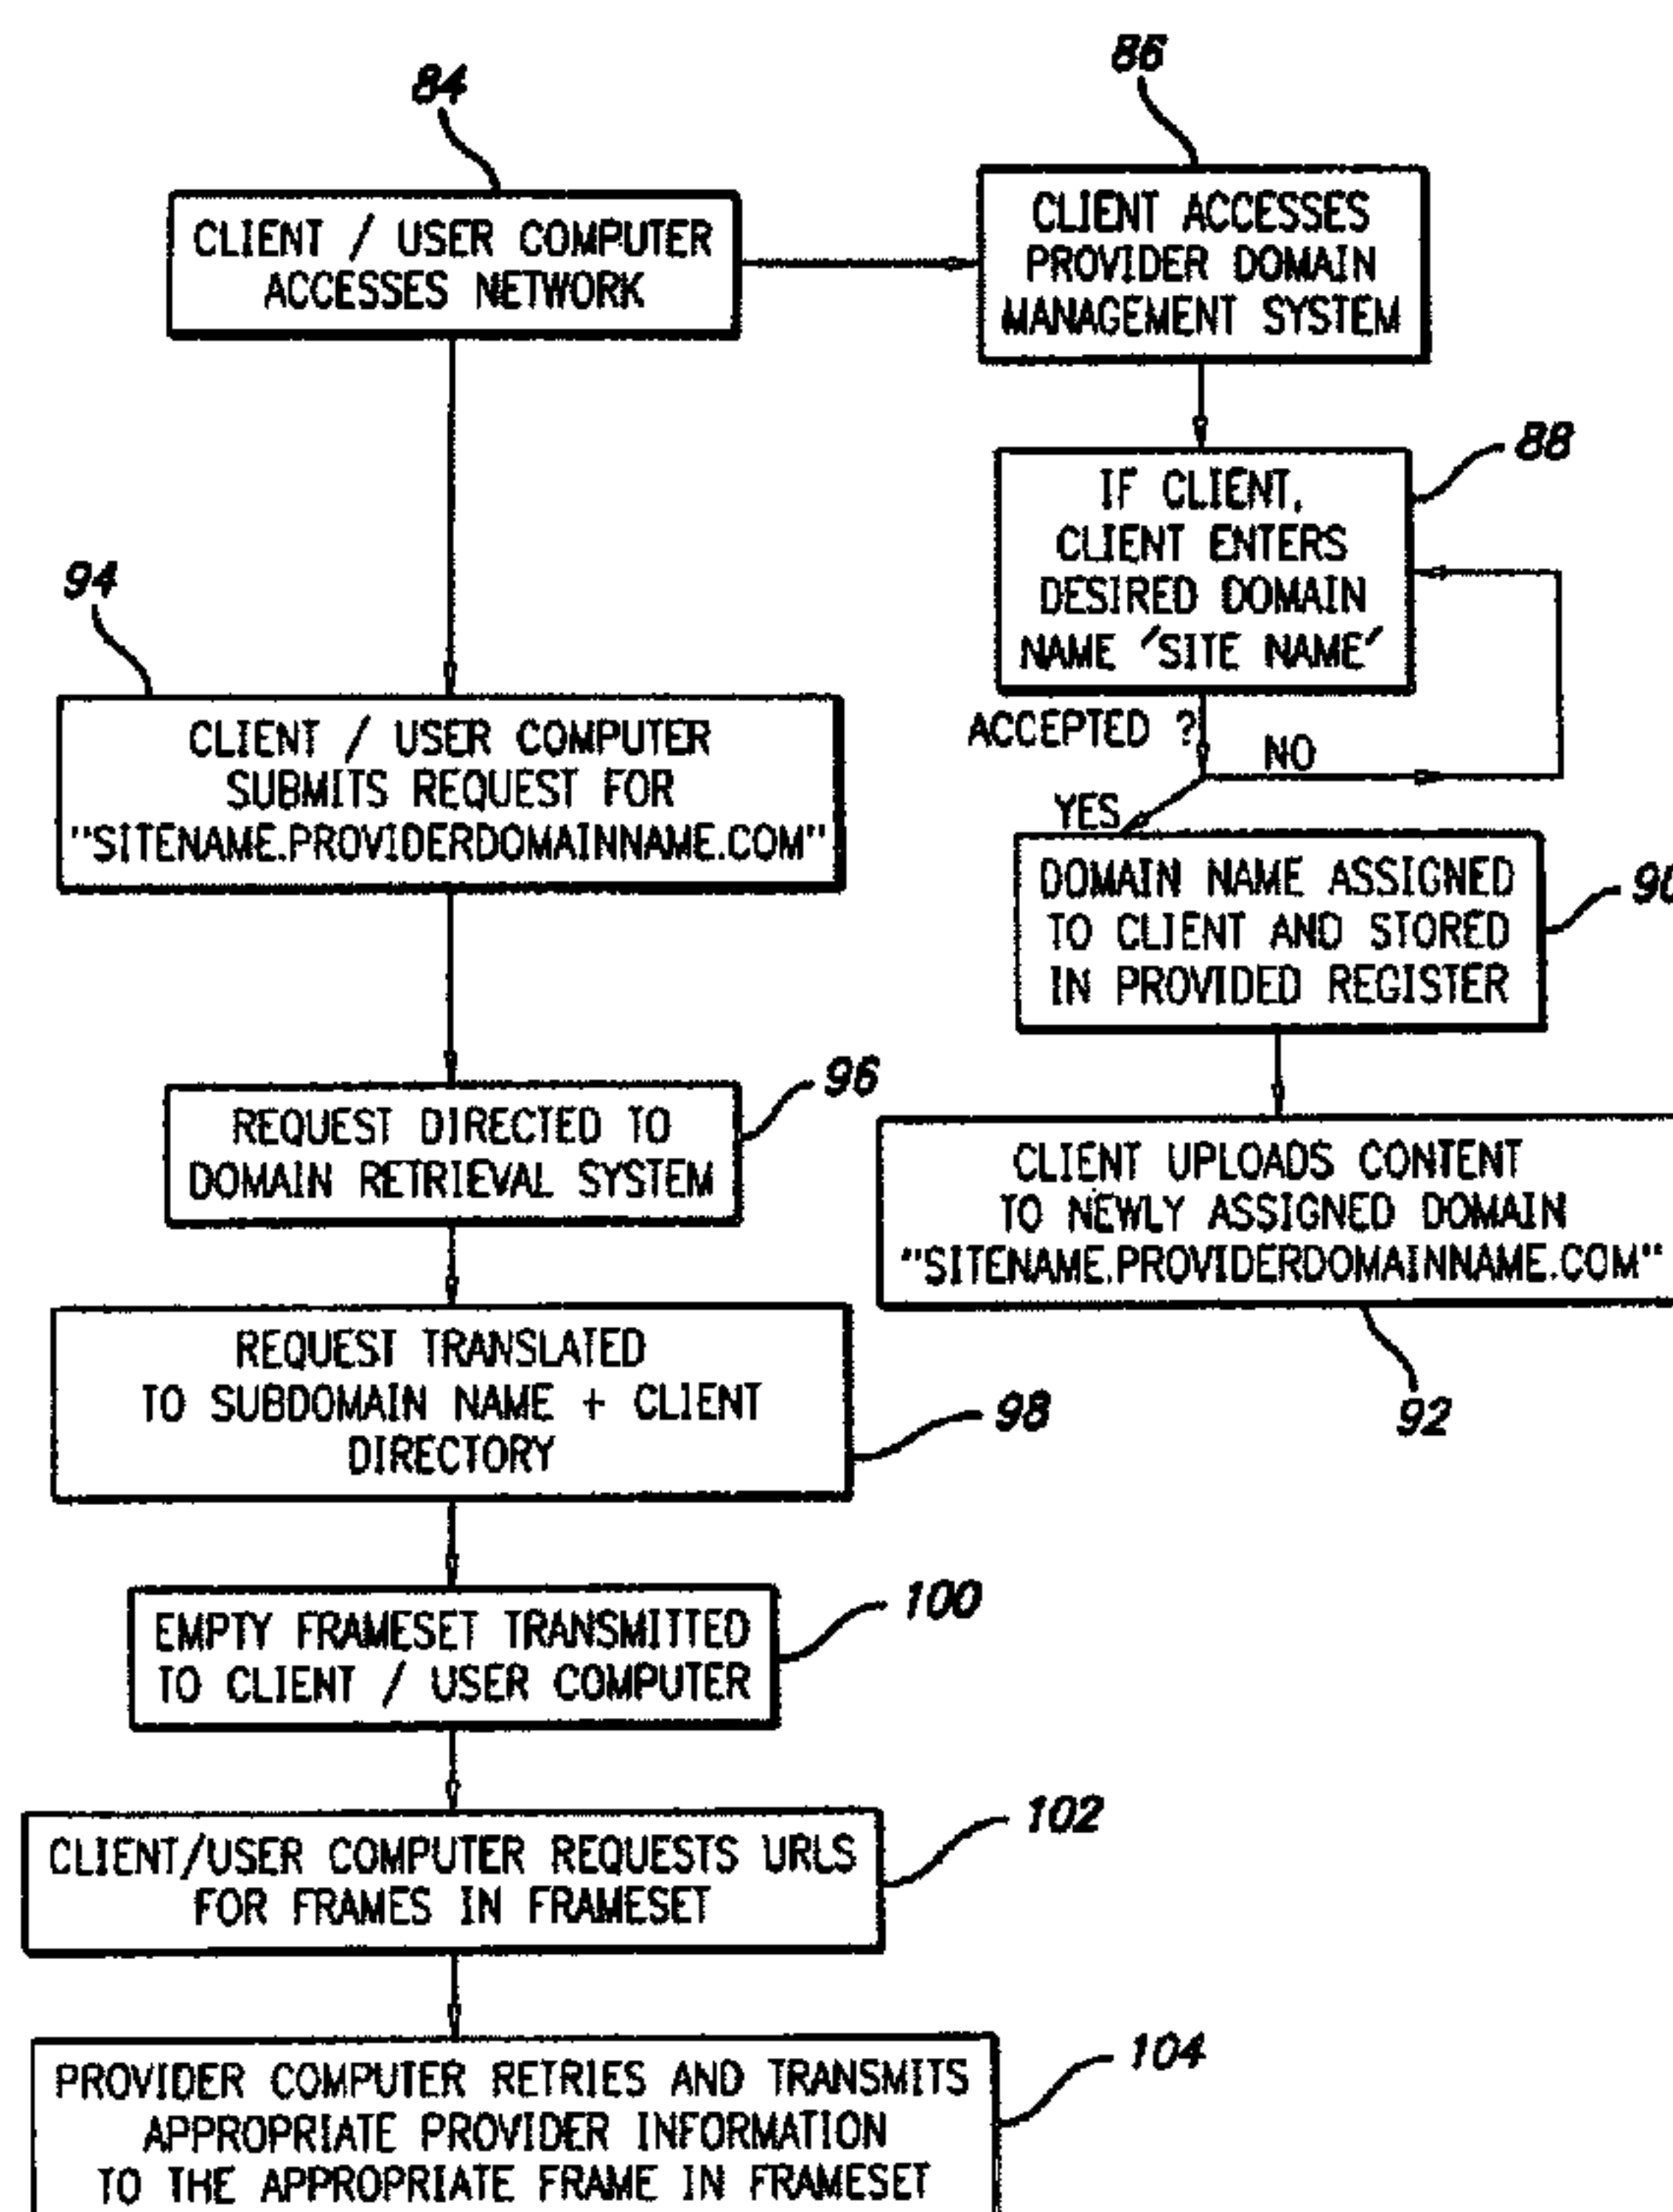 84
CLIENT / USER COMPUTER
ACCESSES NETWORK
86
CLIENT ACCESSES
PROVIDER DOMAIN
MANAGEMENT SYSTEM
88
IF CLIENT,
CLIENT ENTERS
DESIRED DOMAIN
NAME 'SITE NAME'
ACCEPTED ?
NO
YES
90
DOMAIN NAME ASSIGNED
TO CLIENT AND STORED
IN PROVIDED REGISTER
CLIENT UPLOADS CONTENT
TO NEWLY ASSIGNED DOMAIN
"SITENAME.PROVIDERDOMAINNAME.COM"
92
94
CLIENT / USER COMPUTER
SUBMITS REQUEST FOR
"SITENAME.PROVIDERDOMAINNAME.COM"
96
REQUEST DIRECTED TO
DOMAIN RETRIEVAL SYSTEM
REQUEST TRANSLATED
TO SUBDOMAIN NAME + CLIENT
DIRECTORY
98
100
EMPTY FRAMESET TRANSMITTED
TO CLIENT / USER COMPUTER
102
CLIENT/USER COMPUTER REQUESTS URLS
FOR FRAMES IN FRAMESET
104
PROVIDER COMPUTER RETRIES AND TRANSMITS
APPROPRIATE PROVIDER INFORMATION
TO THE APPROPRIATE FRAME IN FRAMESET